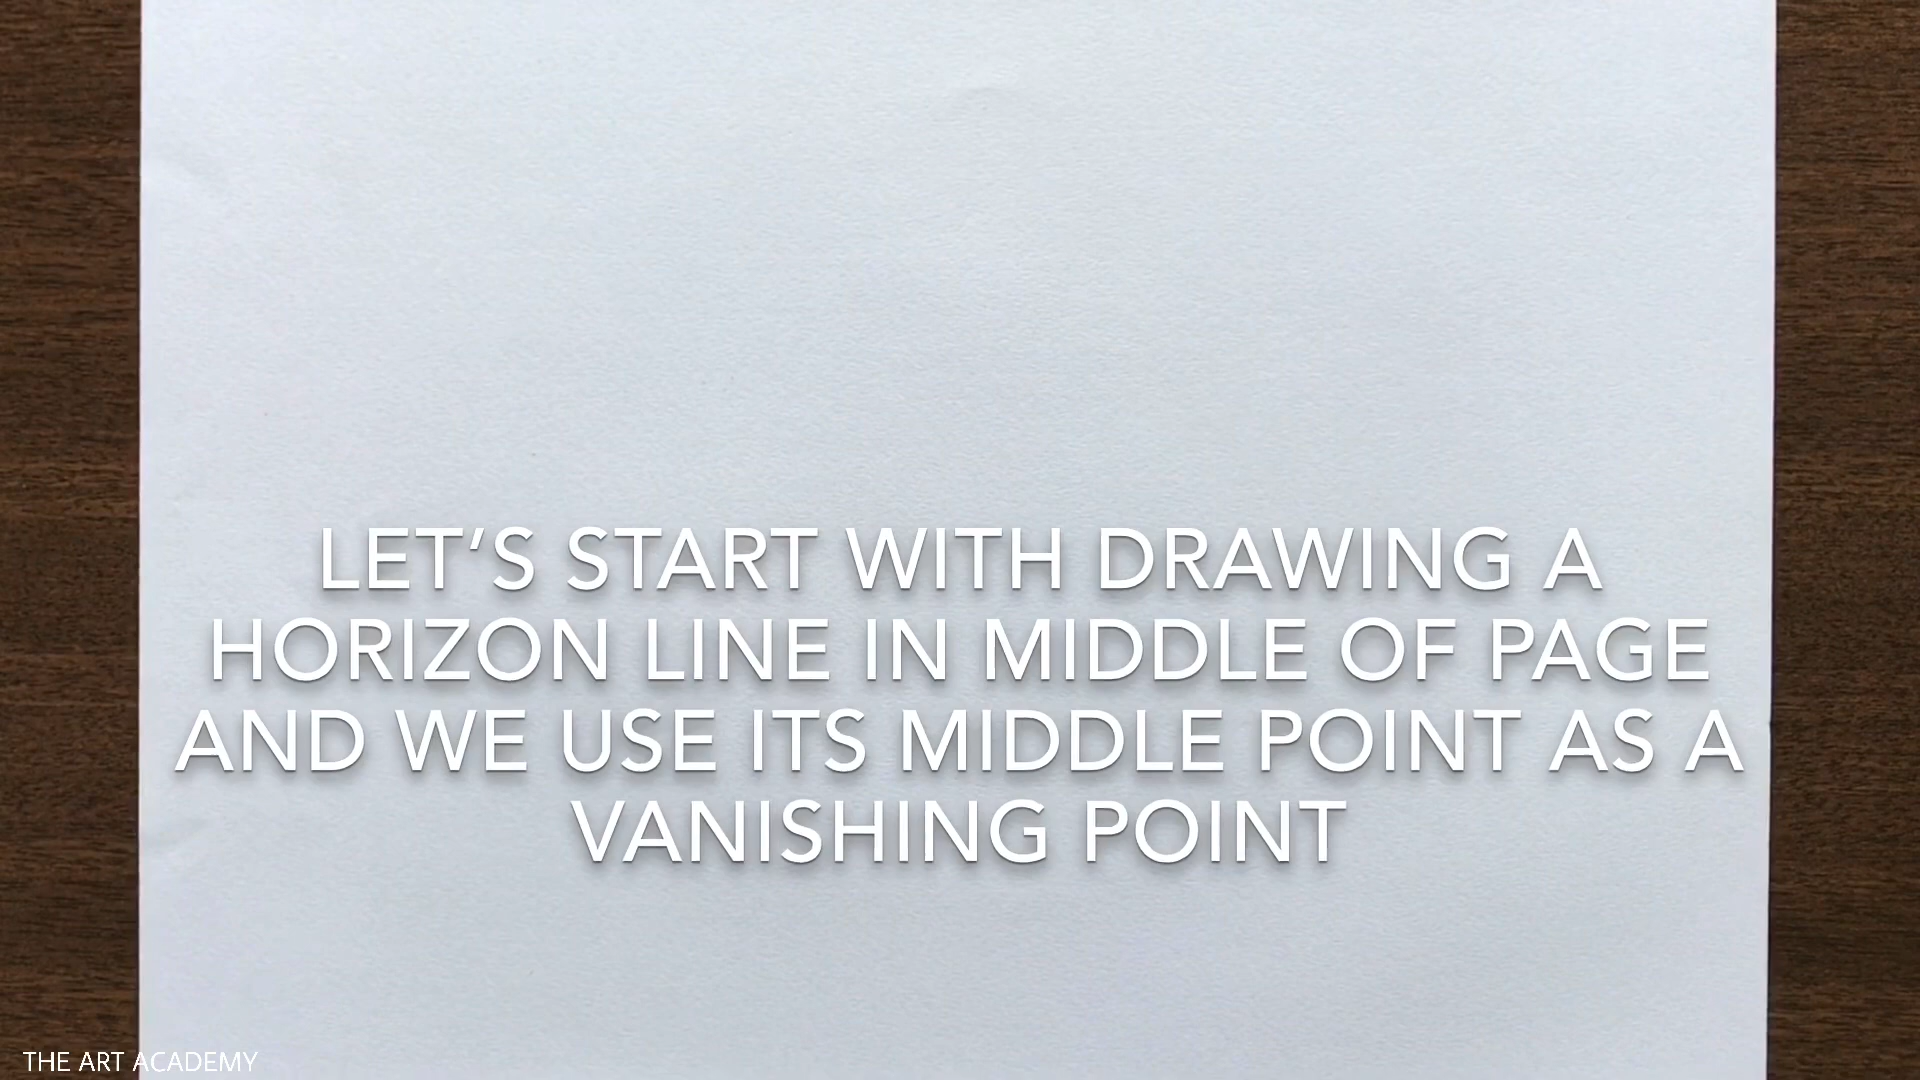 LET'S START WITH DRAWING A
HORIZON LINE IN MIDDLE OF PAGE
AND WE USE ITS MIDDLE POINT AS A
VANISHING POINT
THE ART ACADEMY